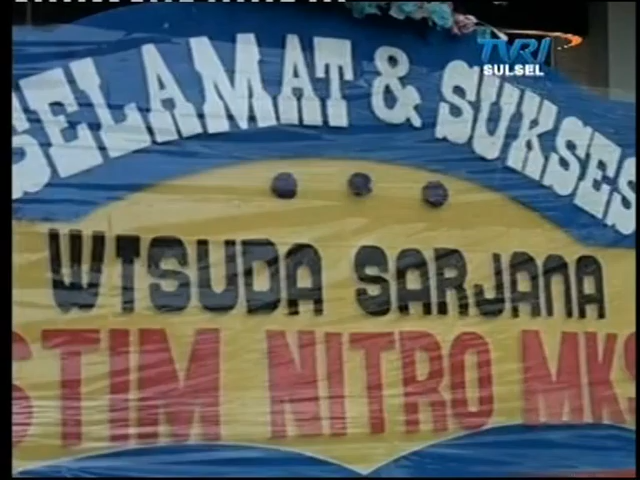 TVRI
SULSEL
SELAMAT & SUKSES
WISUDA SARJANA
STIM NITRO MKS